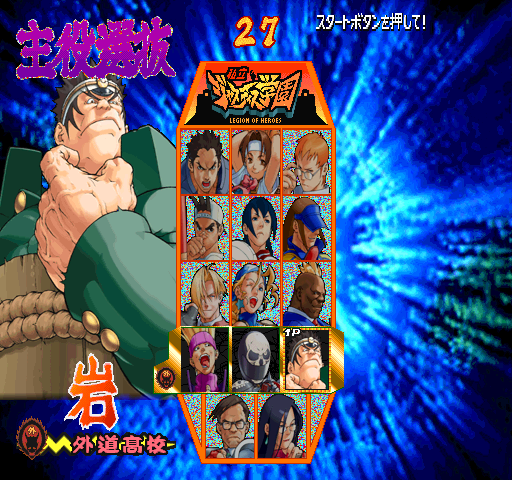 主役選抜
27
スタートボタンを押して!
私立
ジャスティス学園
LEGION OF HEROES
1P
岩
外
外道高校